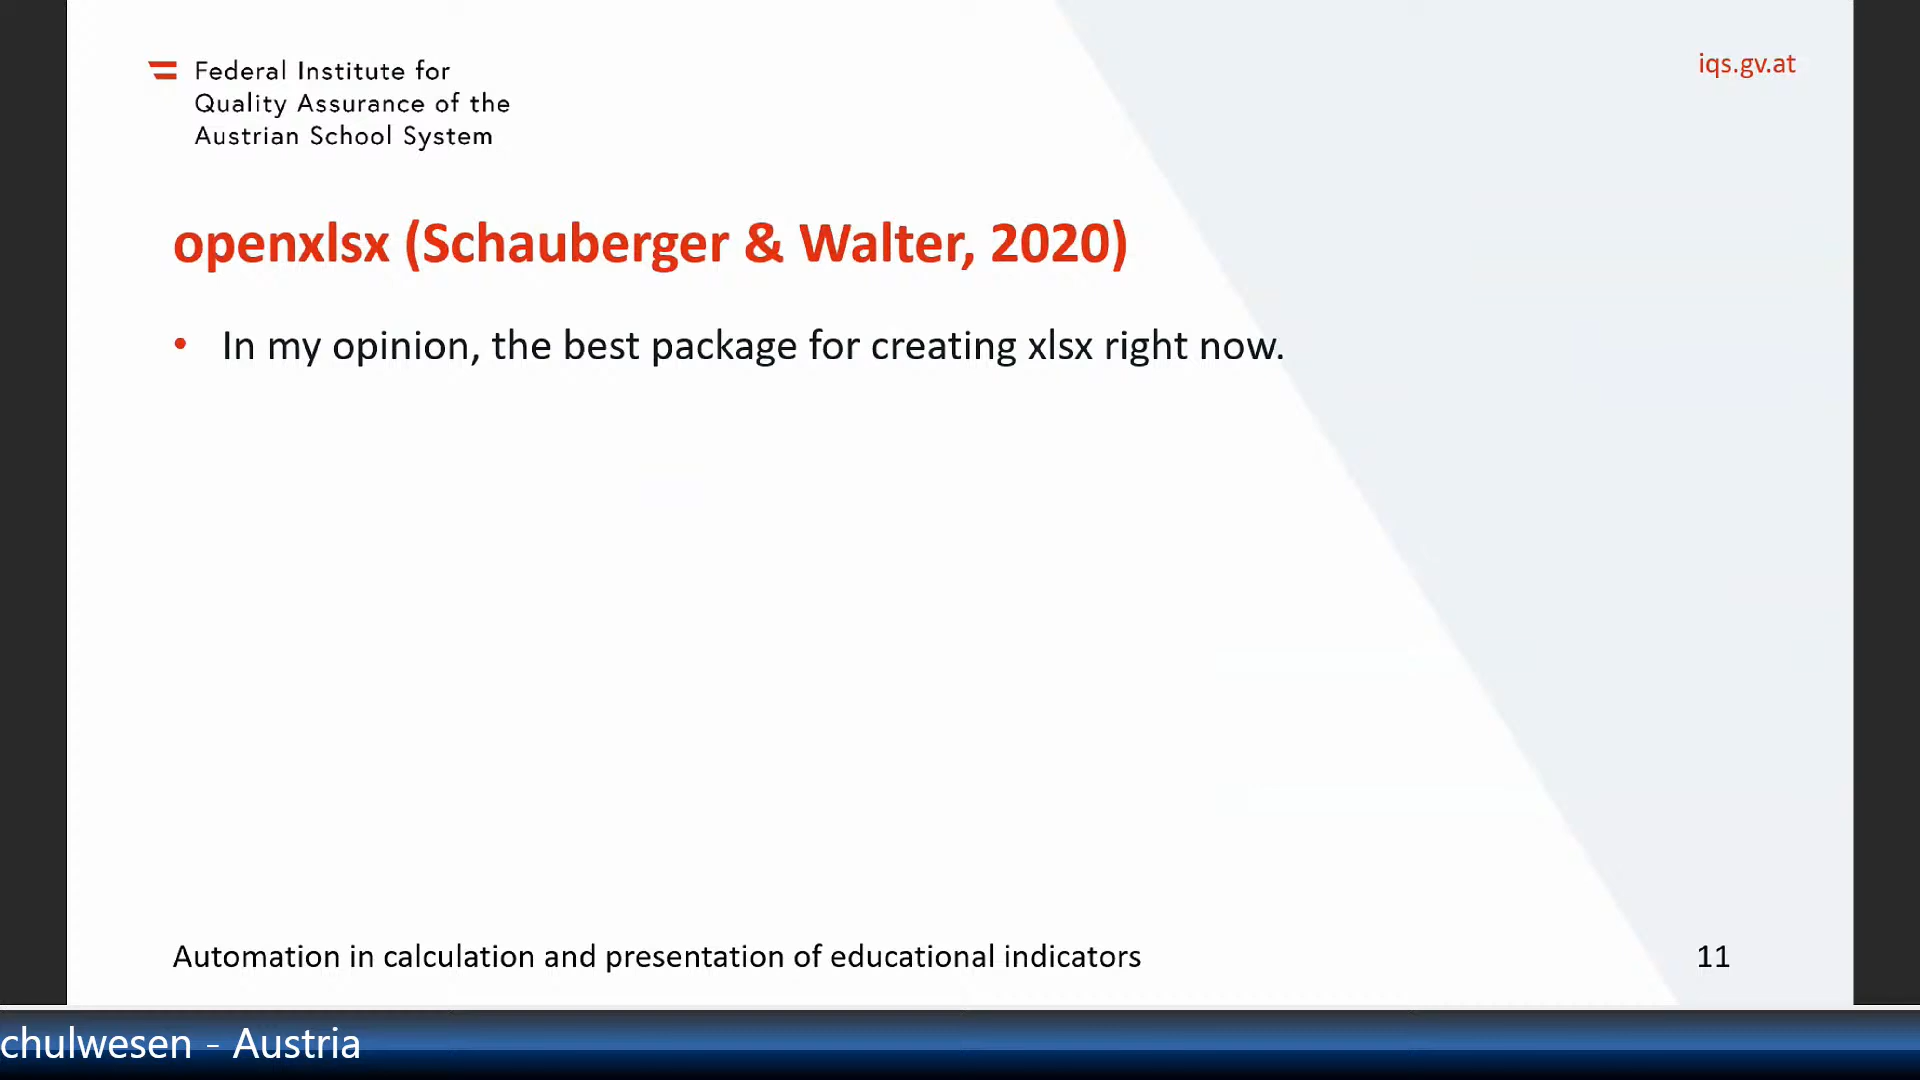 Federal Institute for
Quality Assurance of the
Austrian School System
iqs.gv.at
openxlsx (Schauberger & Walter, 2020)
• In my opinion, the best package for creating xlsx right now.
Automation in calculation and presentation of educational indicators
11
chulwesen - Austria